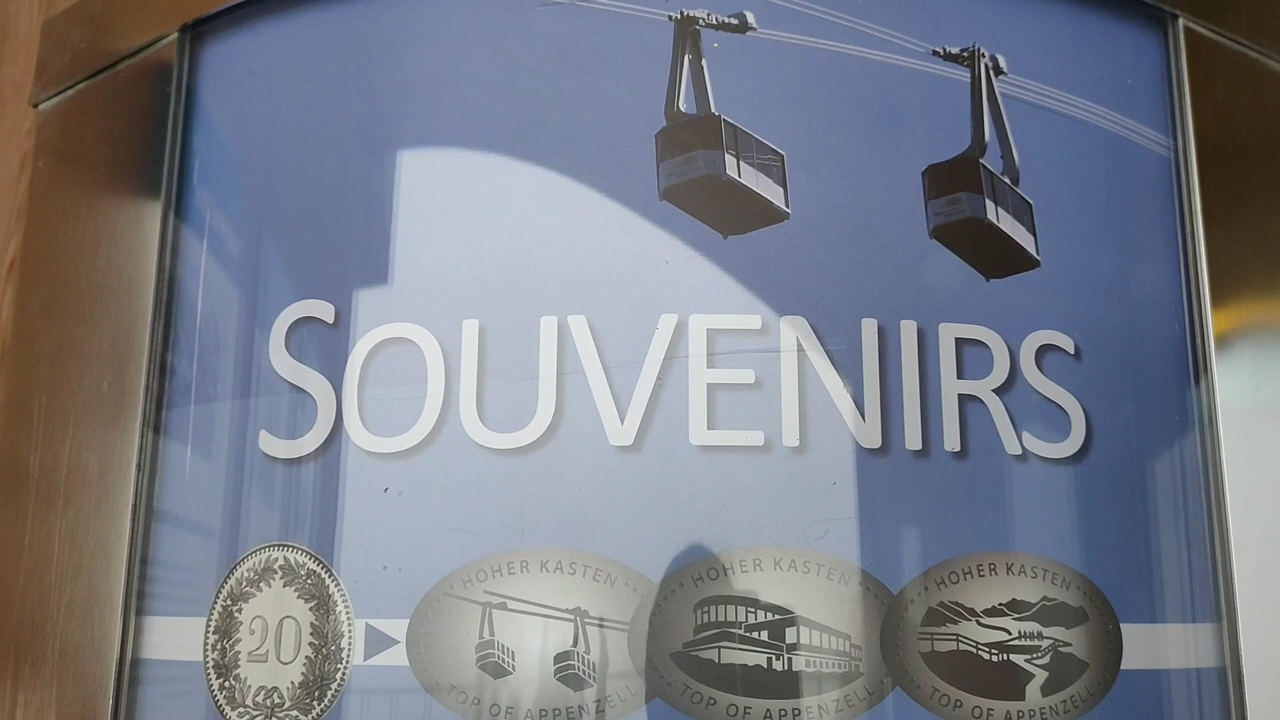 SOUVENIRS
20
HOHER KASTEN
TOP OF APPENZELL
HOHER KASTEN
TOP OF APPENZELL
HOHER KASTEN
TOP OF APPENZELL